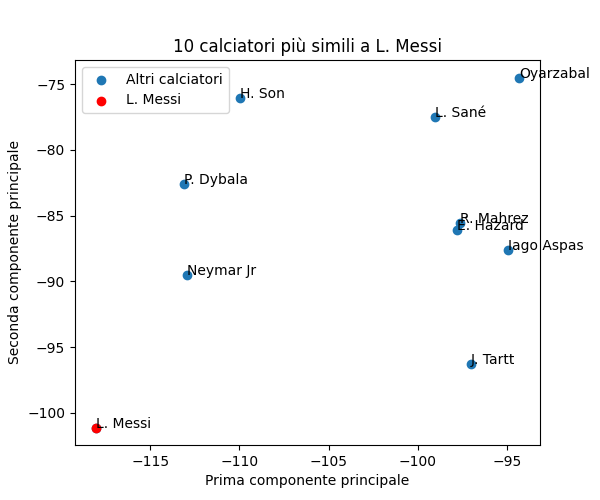 10 calciatori più simili a L. Messi
Altri calciatori
L. Messi
Oyarzabal
H. Son
L. Sané
P. Dybala
R. Mahrez
E. Hazard
Iago Aspas
Neymar Jr
J. Tartt
L. Messi
Seconda componente principale
−75
−80
−85
−90
−95
−100
−115
−110
−105
−100
−95
Prima componente principale